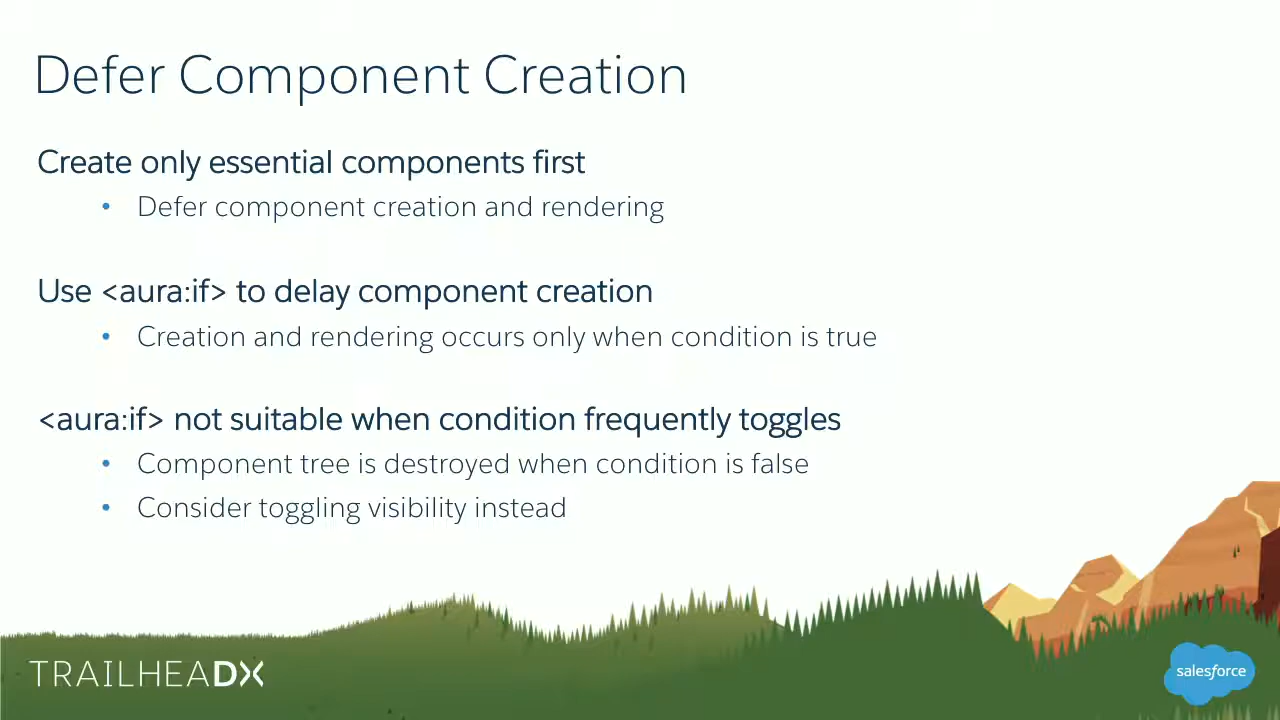 Defer Component Creation
Create only essential components first
• Defer component creation and rendering
Use <aura:if> to delay component creation
• Creation and rendering occurs only when condition is true
<aura:if> not suitable when condition frequently toggles
• Component tree is destroyed when condition is false
• Consider toggling visibility instead
TRAILHEADX
salesforce